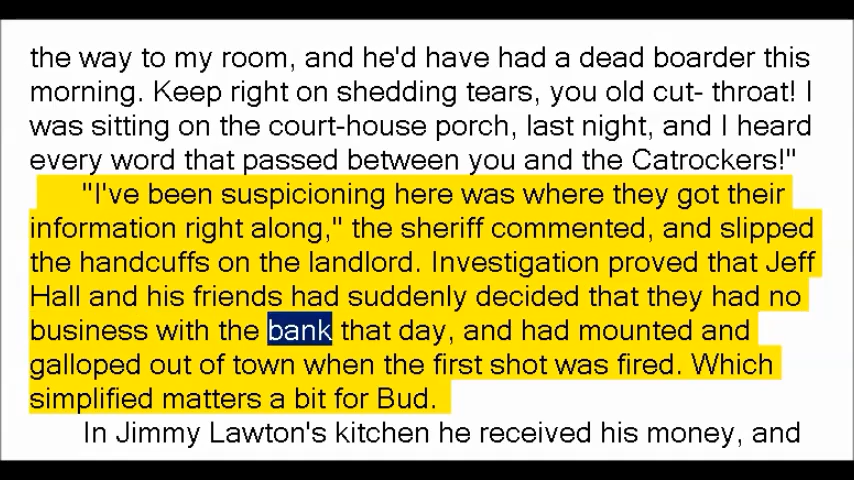 the way to my room, and he'd have had a dead boarder this
morning. Keep right on shedding tears, you old cut- throat! I
was sitting on the court-house porch, last night, and I heard
every word that passed between you and the Catrockers!"
"I've been suspicioning here was where they got their
information right along," the sheriff commented, and slipped
the handcuffs on the landlord. Investigation proved that Jeff
Hall and his friends had suddenly decided that they had no
business with the bank that day, and had mounted and
galloped out of town when the first shot was fired. Which
simplified matters a bit for Bud.
In Jimmy Lawton's kitchen he received his money, and